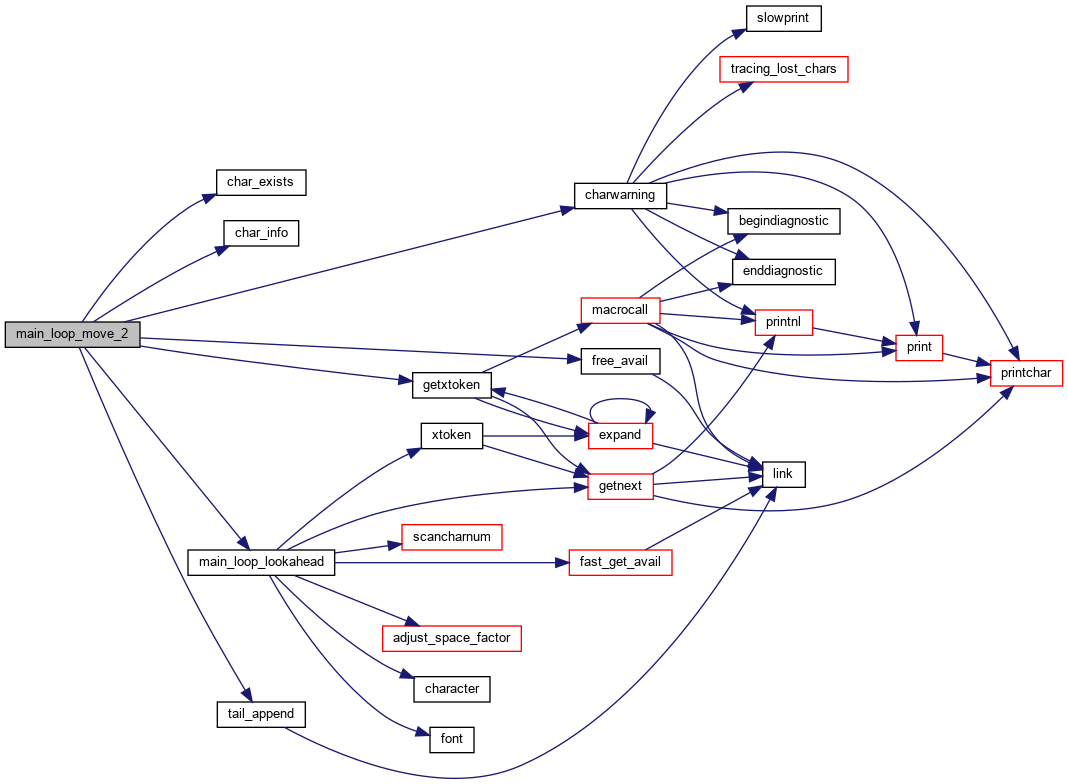 slowprint
tracing_lost_chars
char_exists
charwarning
begindiagnostic
char_info
enddiagnostic
macrocall
printnl
main_loop_move_2
print
free_avail
printchar
getxtoken
xtoken
expand
link
getnext
scancharnum
main_loop_lookahead
fast_get_avail
adjust_space_factor
character
tail_append
font